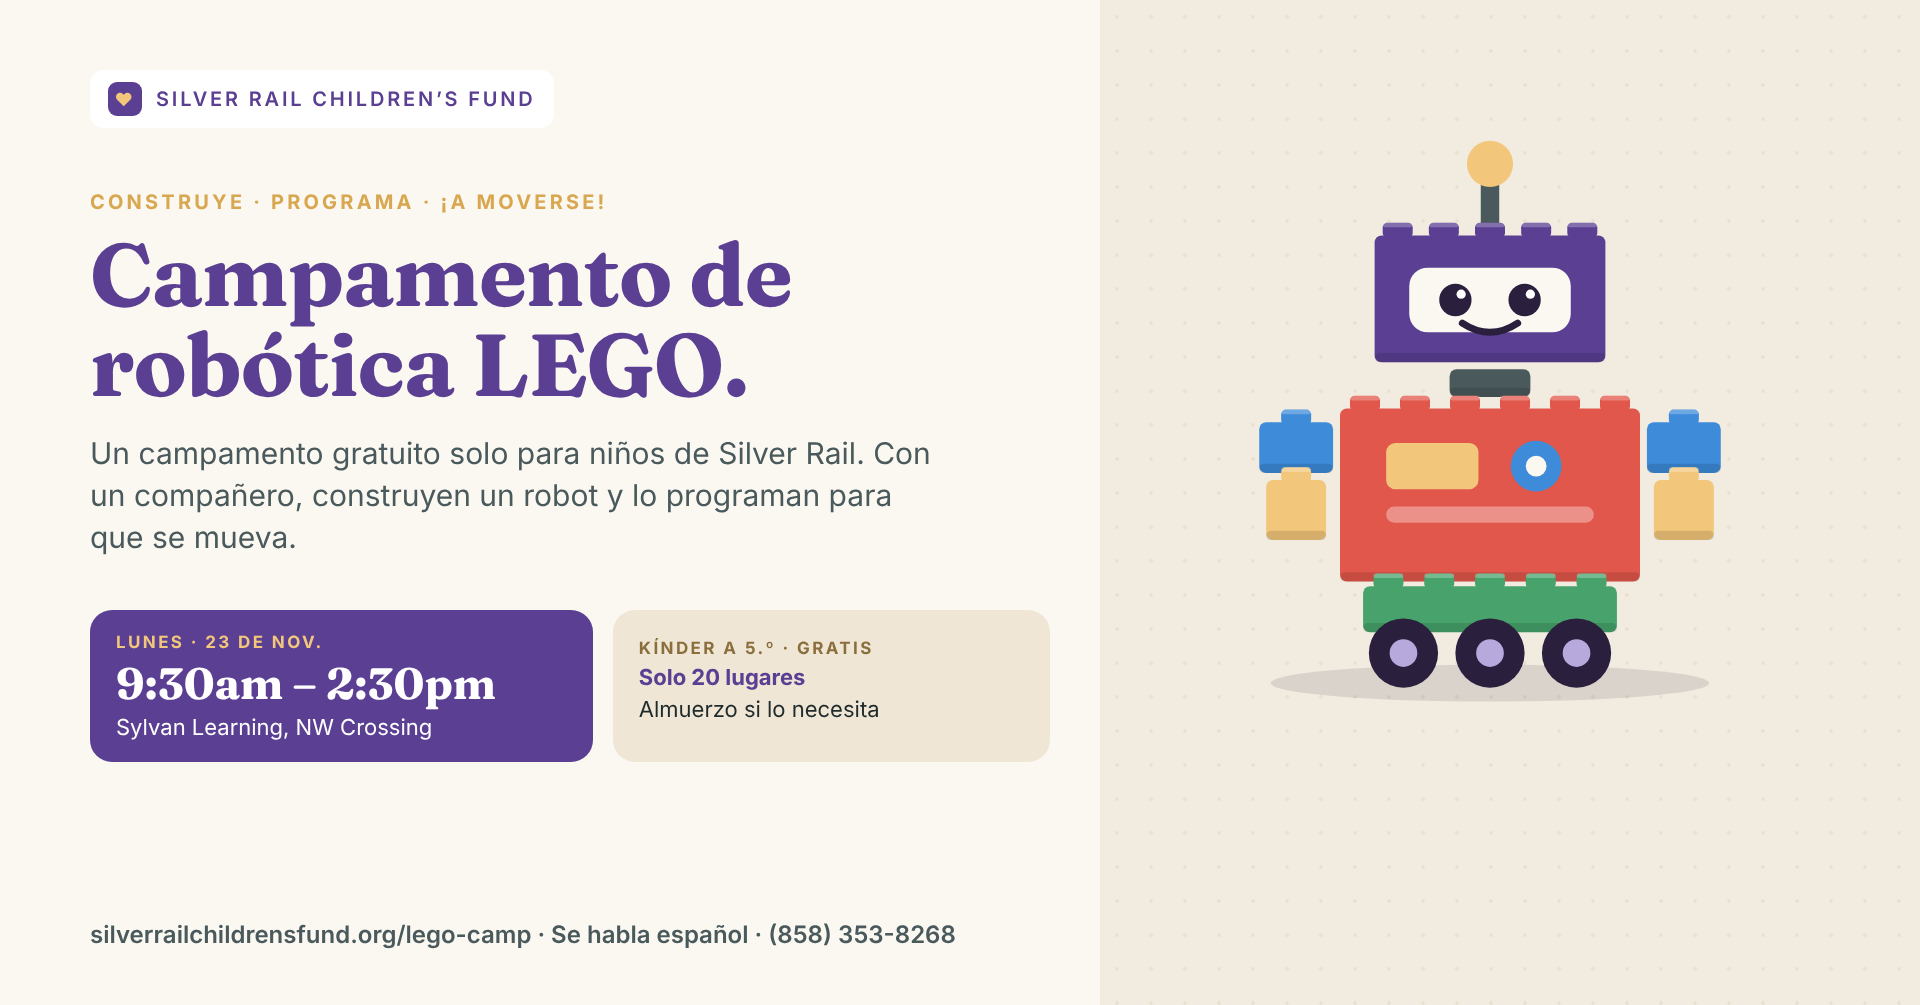 SILVER RAIL CHILDREN’S FUND
CONSTRUYE · PROGRAMA · ¡A MOVERSE!
Campamento de
robótica LEGO.
Un campamento gratuito solo para niños de Silver Rail. Con
un compañero, construyen un robot y lo programan para
que se mueva.
LUNES · 23 DE NOV.
9:30am – 2:30pm
Sylvan Learning, NW Crossing
KÍNDER A 5.º · GRATIS
Solo 20 lugares
Almuerzo si lo necesita
silverrailchildrensfund.org/lego-camp · Se habla español · (858) 353-8268